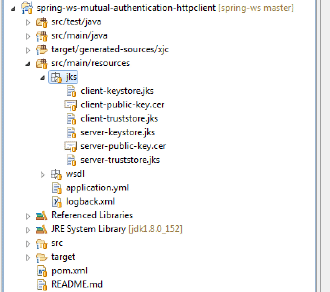 spring-ws-mutual-authentication-httpclient [spring-ws master]
src/test/java
src/main/java
target/generated-sources/xjc
src/main/resources
jks
client-keystore.jks
client-public-key.cer
client-truststore.jks
server-keystore.jks
server-public-key.cer
server-truststore.jks
wsdl
application.yml
logback.xml
Referenced Libraries
JRE System Library [jdk1.8.0_152]
src
target
pom.xml
README.md